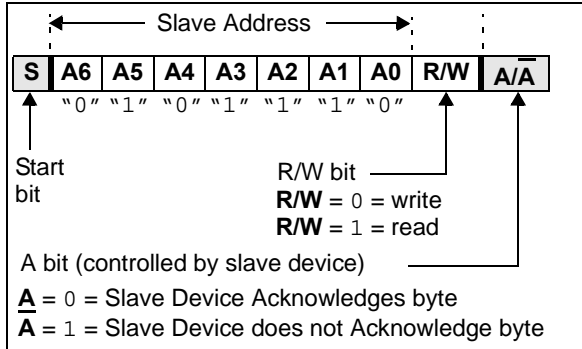 Slave Address
S A6 A5 A4 A3 A2 A1 A0 R/W A/A̅
“0” “1” “0” “1” “1” “1” “0”
Start
bit
R/W bit
R/W = 0 = write
R/W = 1 = read
A bit (controlled by slave device)
A = 0 = Slave Device Acknowledges byte
A̅ = 1 = Slave Device does not Acknowledge byte